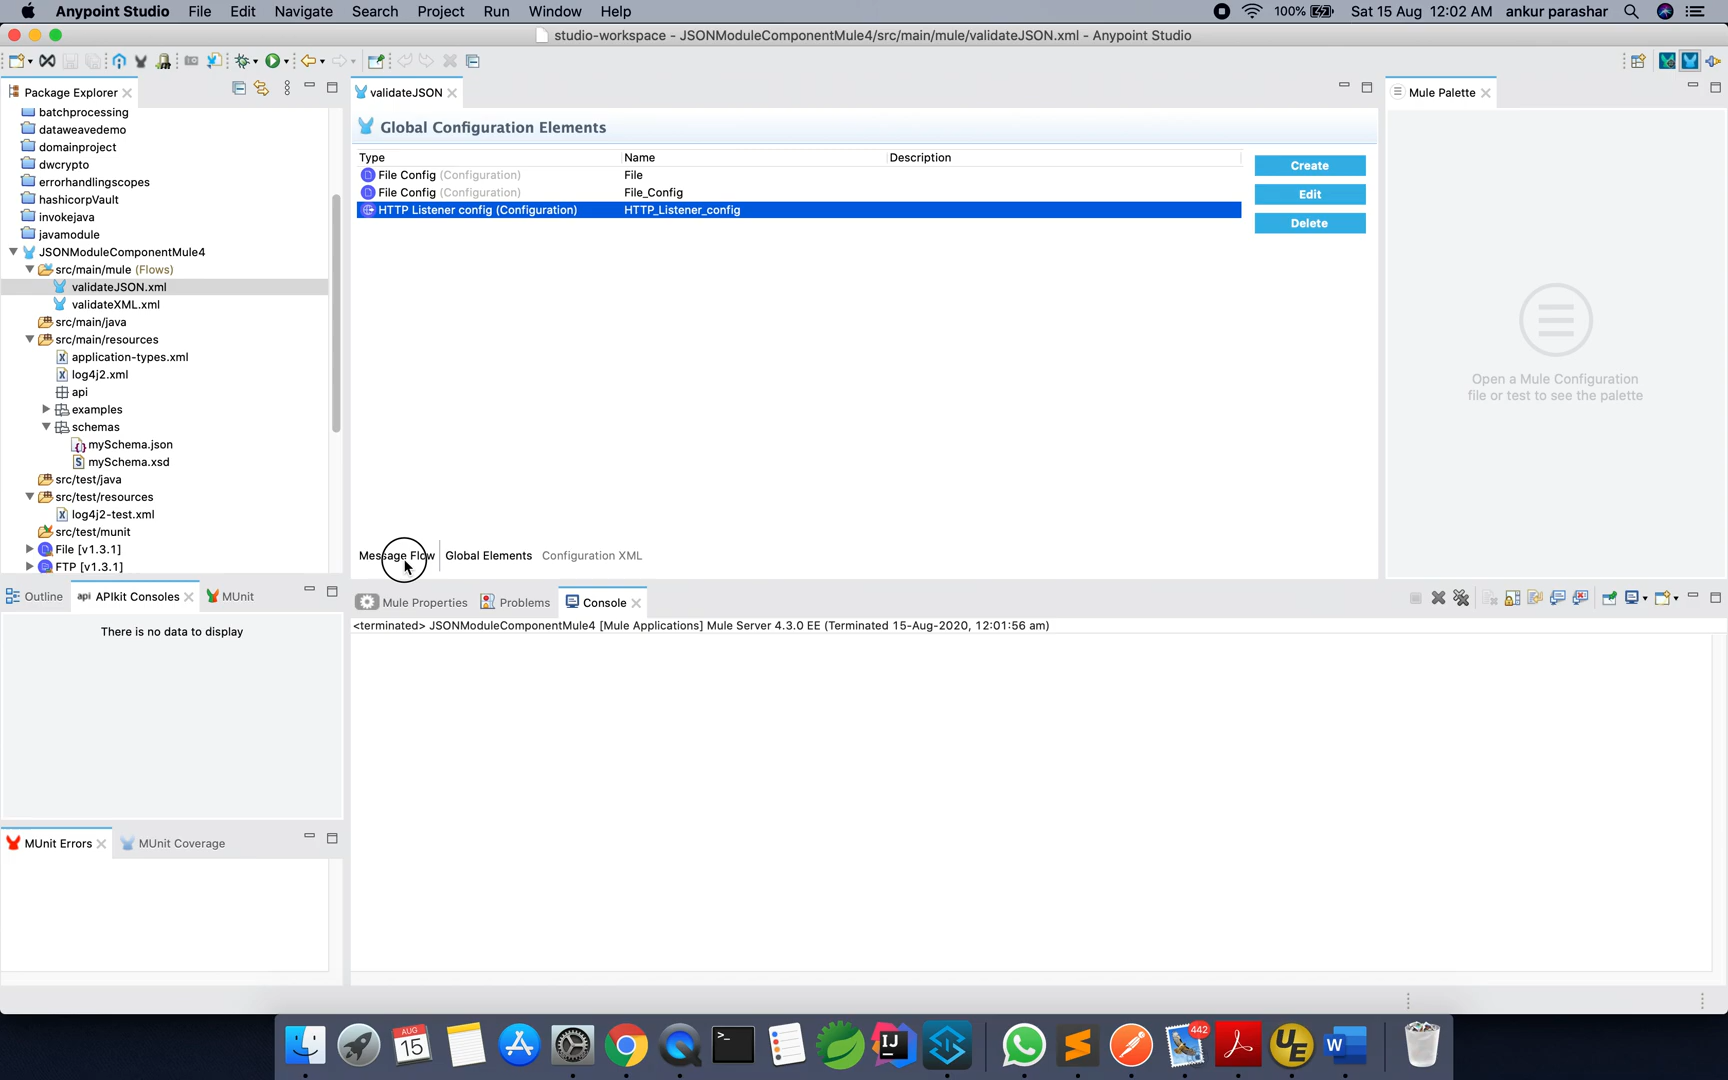 Anypoint Studio File Edit Navigate Search Project Run Window Help 100% Sat 15 Aug 12:02 AM ankur parashar
studio-workspace - JSONModuleComponentMule4/src/main/mule/validateJSON.xml - Anypoint Studio
Package Explorer
batchprocessing
dataweavedemo
domainproject
dwcrypto
errorhandlingscopes
hashicorpVault
invokejava
javamodule
JSONModuleComponentMule4
src/main/mule (Flows)
validateJSON.xml
validateXML.xml
src/main/java
src/main/resources
application-types.xml
log4j2.xml
api
examples
schemas
mySchema.json
mySchema.xsd
src/test/java
src/test/resources
log4j2-test.xml
src/test/munit
File [v1.3.1]
FTP [v1.3.1]
validateJSON
Global Configuration Elements
Type Name Description
File Config (Configuration) File
File Config (Configuration) File_Config
HTTP Listener config (Configuration) HTTP_Listener_config
Create
Edit
Delete
Message Flow Global Elements Configuration XML
Mule Palette
Open a Mule Configuration
file or test to see the palette
Outline api APIkit Consoles MUnit
There is no data to display
MUnit Errors MUnit Coverage
Mule Properties Problems Console
<terminated> JSONModuleComponentMule4 [Mule Applications] Mule Server 4.3.0 EE (Terminated 15-Aug-2020, 12:01:56 am)
AUG
15
>_
IJ
442
UE
W